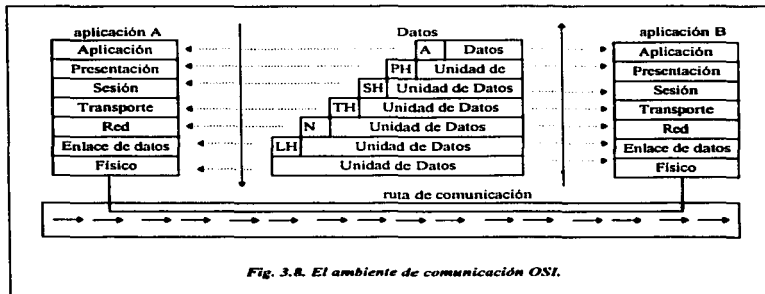 aplicación A
Aplicación
Presentación
Sesión
Transporte
Red
Enlace de datos
Físico
Datos
A Datos
PH Unidad de
SH Unidad de Datos
TH Unidad de Datos
N Unidad de Datos
LH Unidad de Datos
Unidad de Datos
aplicación B
Aplicación
Presentación
Sesión
Transporte
Red
Enlace de datos
Físico
ruta de comunicación
Fig. 3.8. El ambiente de comunicación OSI.